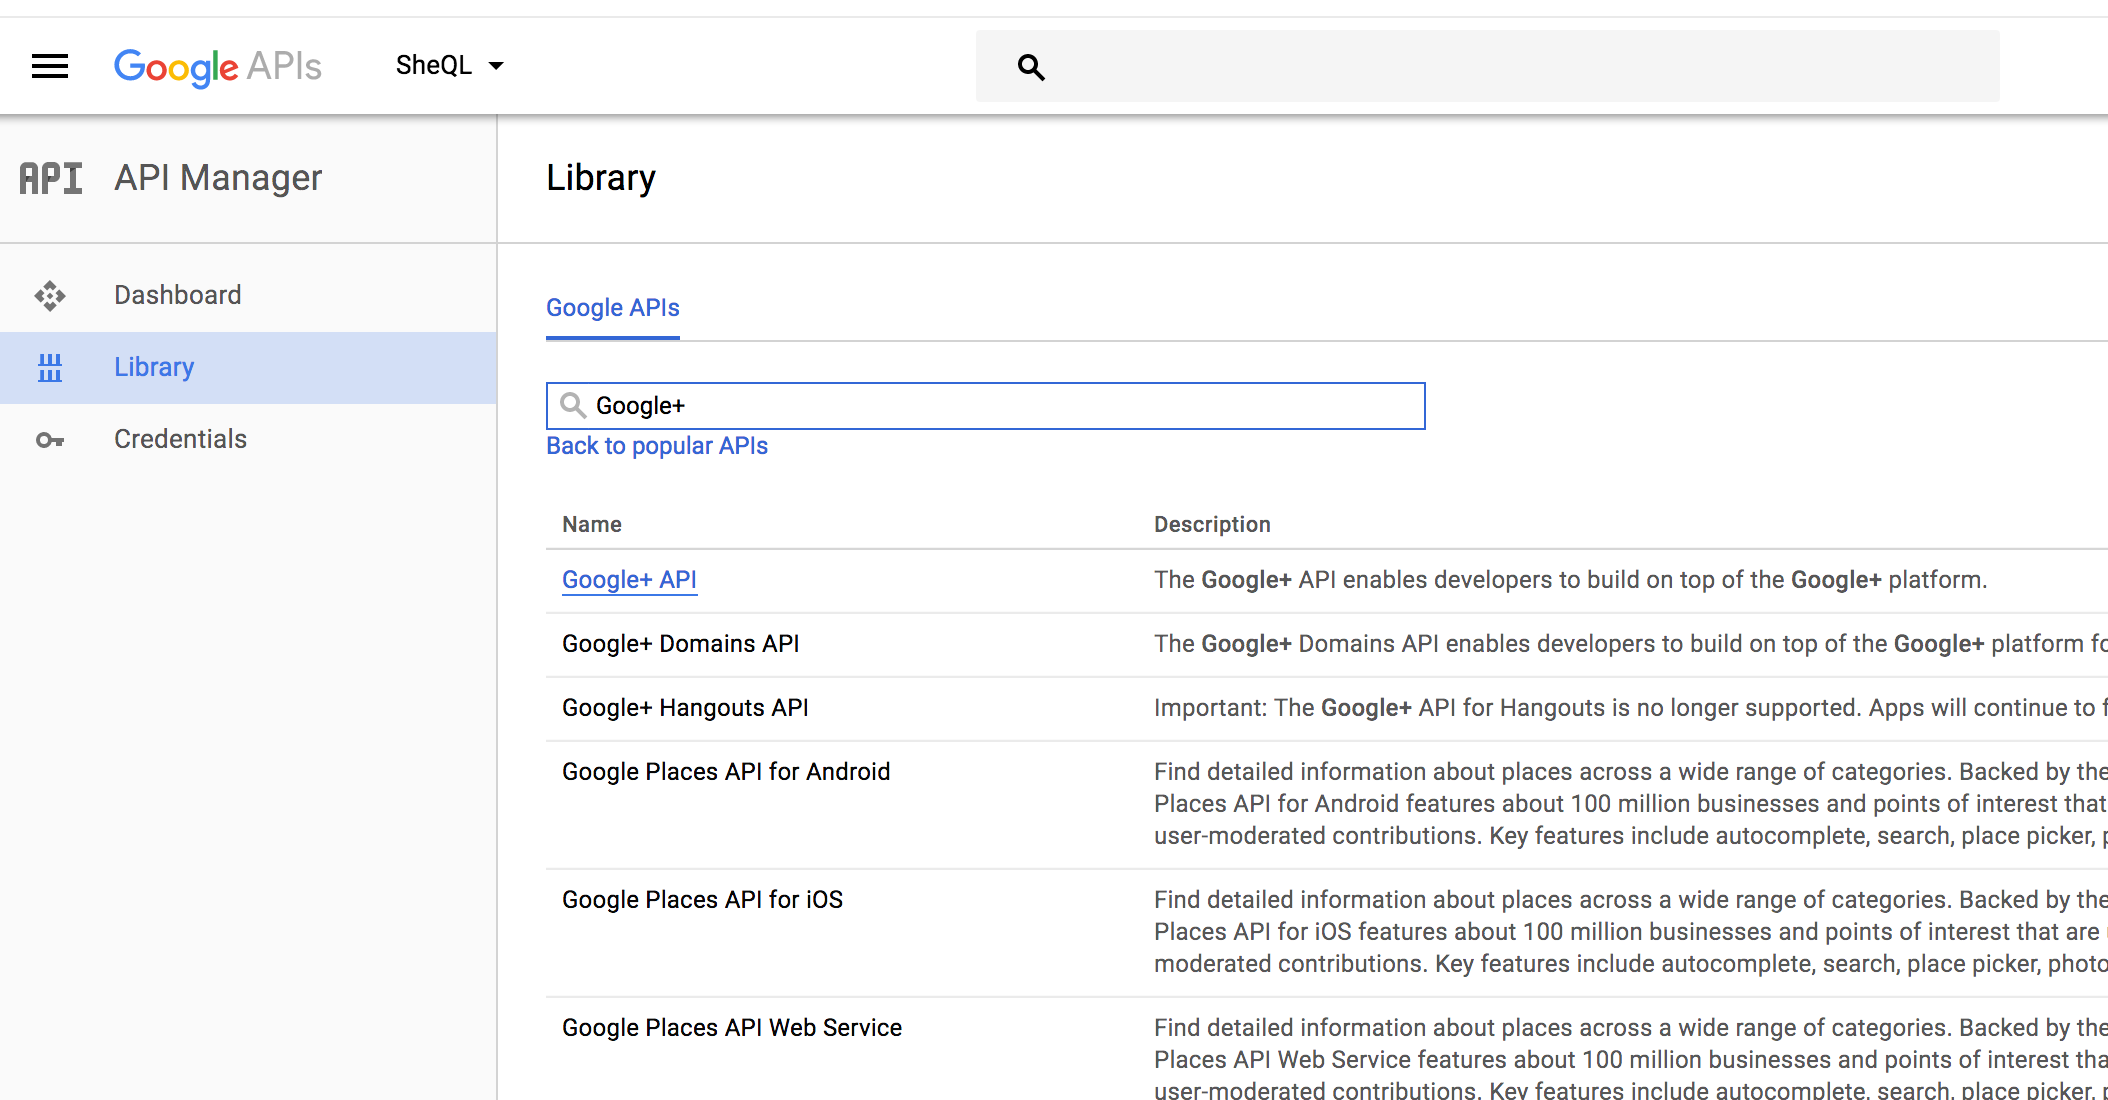 Google APIs
SheQL
API API Manager
Library
Dashboard
Library
Credentials
Google APIs
Google+
Back to popular APIs
Name Description
Google+ API The Google+ API enables developers to build on top of the Google+ platform.
Google+ Domains API The Google+ Domains API enables developers to build on top of the Google+ platform
Google+ Hangouts API Important: The Google+ API for Hangouts is no longer supported. Apps will continue to
Google Places API for Android Find detailed information about places across a wide range of categories. Backed by the
Places API for Android features about 100 million businesses and points of interest that
user-moderated contributions. Key features include autocomplete, search, place picker,
Google Places API for iOS Find detailed information about places across a wide range of categories. Backed by the
Places API for iOS features about 100 million businesses and points of interest that are
moderated contributions. Key features include autocomplete, search, place picker, photo
Google Places API Web Service Find detailed information about places across a wide range of categories. Backed by the
Places API Web Service features about 100 million businesses and points of interest
user-moderated contributions. Key features include autocomplete, search, place picker,